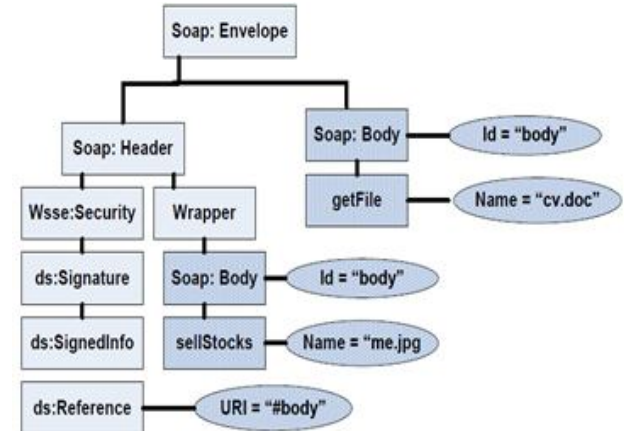 Soap: Envelope
Soap: Header
Soap: Body
Id = “body”
Wsse:Security
Wrapper
getFile
Name = “cv.doc”
ds:Signature
Soap: Body
Id = “body”
ds:SignedInfo
sellStocks
Name = “me.jpg
ds:Reference
URI = “#body”